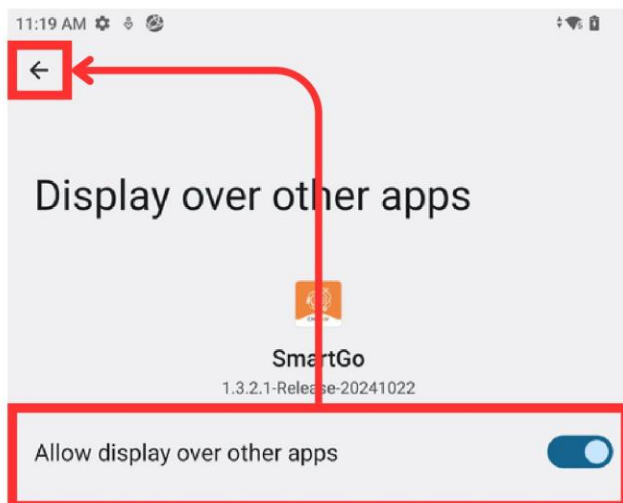 11:19 AM
Display over other apps
SmartGo
1.3.2.1-Release-20241022
Allow display over other apps